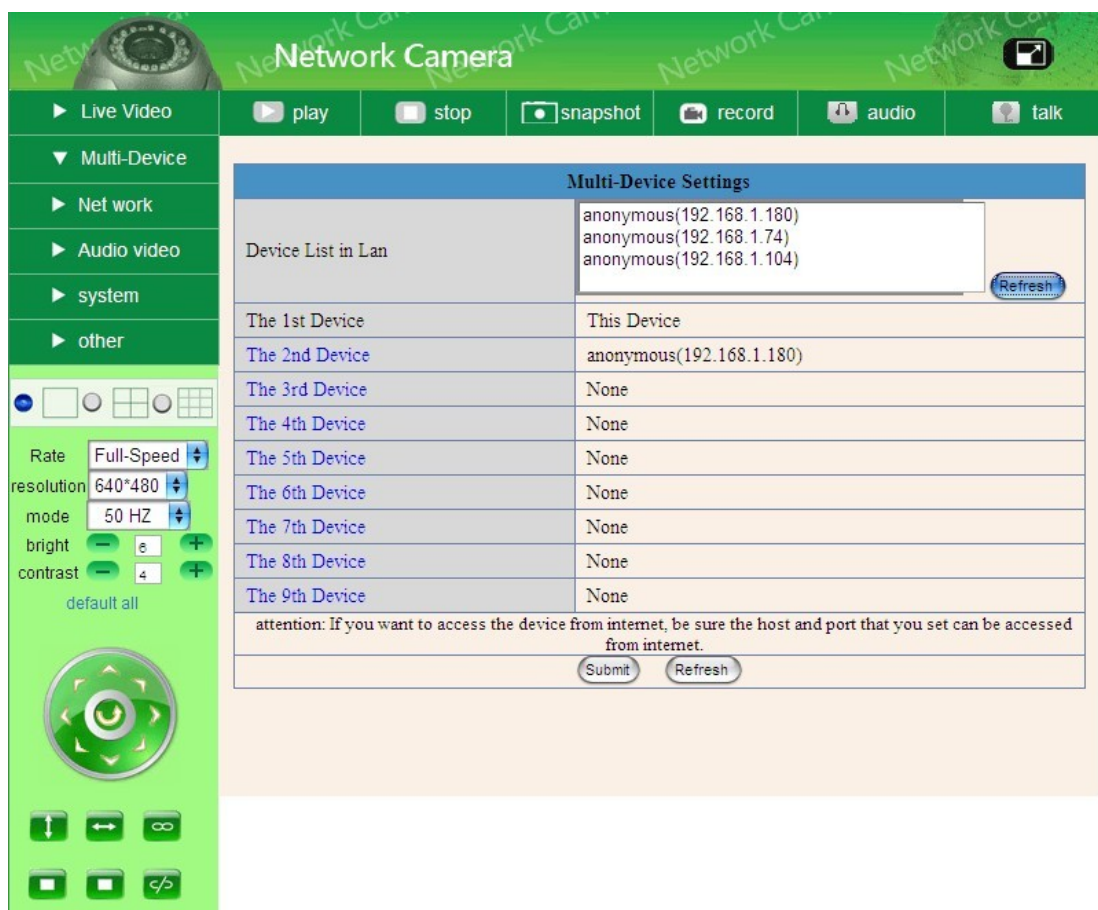 Network Camera
Network Camera
Network Camera
Network Camera
Live Video
play
stop
snapshot
record
audio
talk
Multi-Device
Net work
Audio video
system
other
Rate Full-Speed
resolution 640*480
mode 50 HZ
bright 6
contrast 4
default all
Multi-Device Settings
Device List in Lan
anonymous(192.168.1.180)
anonymous(192.168.1.74)
anonymous(192.168.1.104)
Refresh
The 1st Device This Device
The 2nd Device anonymous(192.168.1.180)
The 3rd Device None
The 4th Device None
The 5th Device None
The 6th Device None
The 7th Device None
The 8th Device None
The 9th Device None
attention: If you want to access the device from internet, be sure the host and port that you set can be accessed
from internet.
Submit Refresh